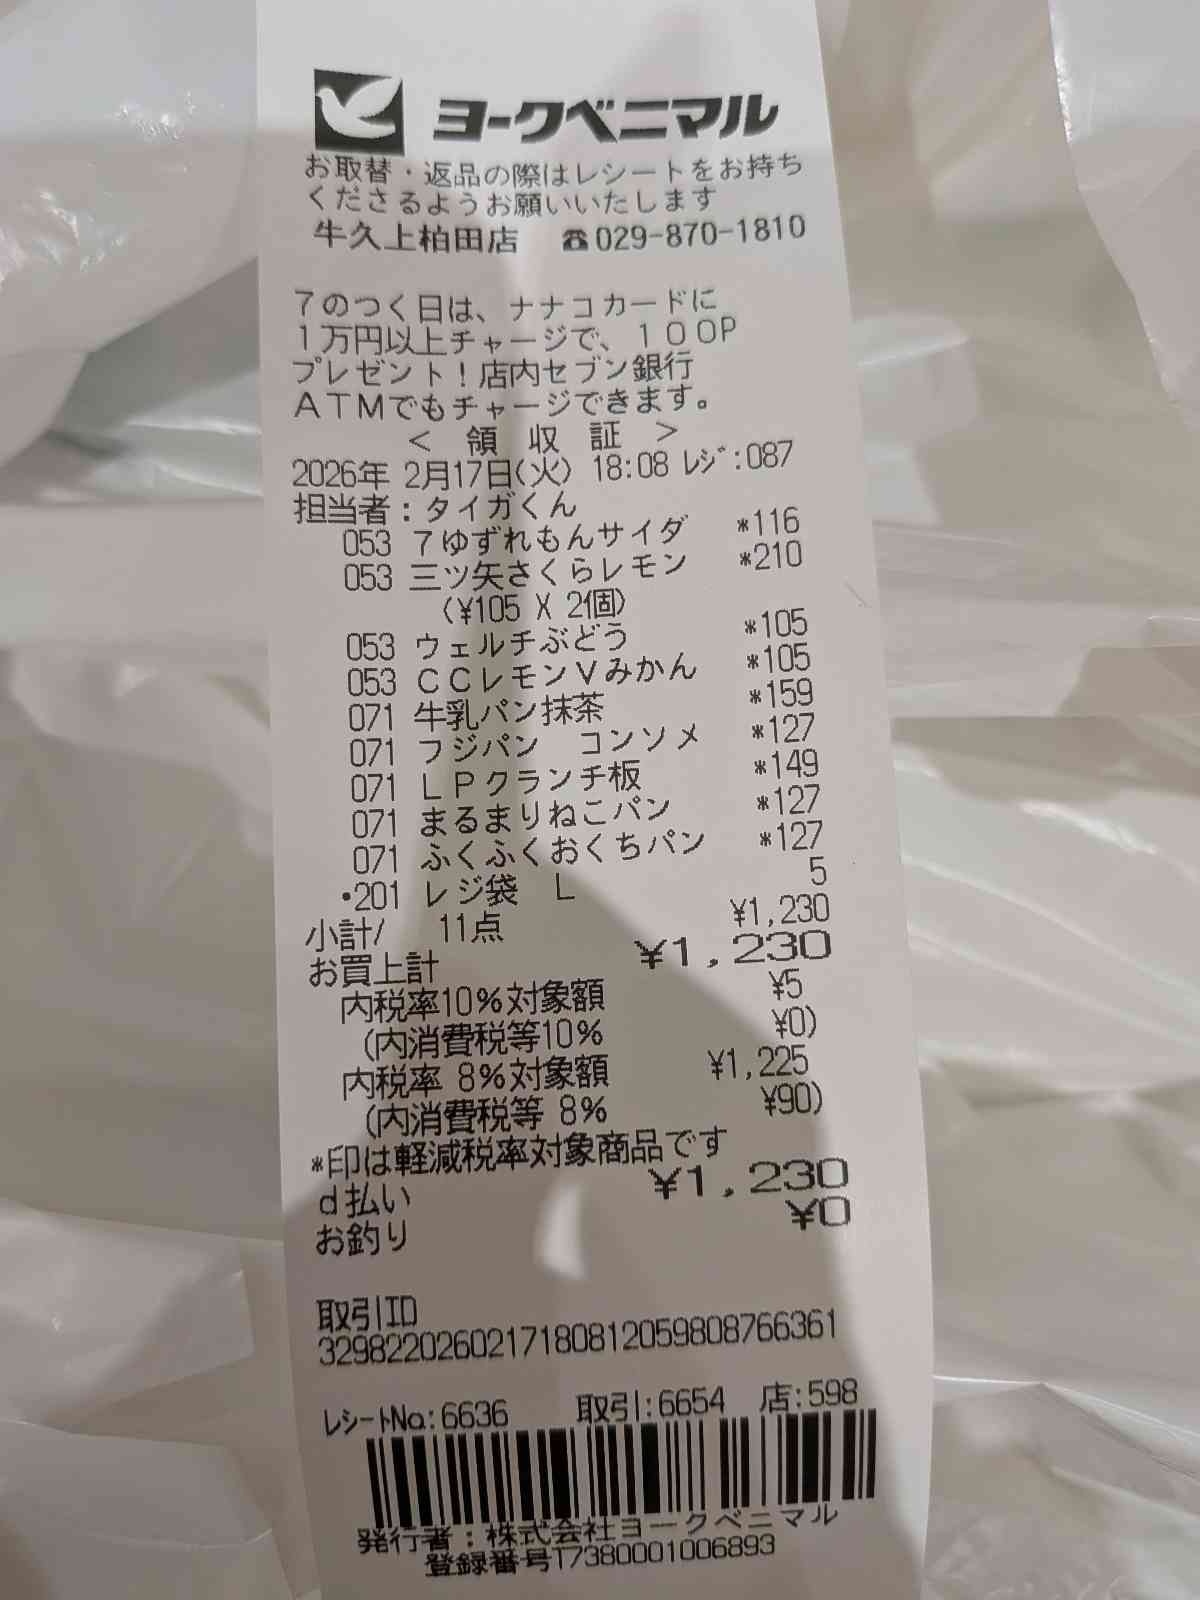 ヨークベニマル
お取替・返品の際はレシートをお持ち
くださるようお願いいたします
牛久上柏田店 ☎029-870-1810
7のつく日は、ナナコカードに
1万円以上チャージで、100P
プレゼント!店内セブン銀行
ATMでもチャージできます。
< 領 収 証 >
2026年 2月17日(火) 18:08 レジ:087
担当者:タイガくん
053 7ゆずれもんサイダ *116
053 三ツ矢さくらレモン *210
(¥105 X 2個)
053 ウェルチぶどう *105
053 CCレモンVみかん *105
071 牛乳パン抹茶 *159
071 フジパン コンソメ *127
071 LPクランチ板 *149
071 まるまりねこパン *127
071 ふくふくおくちパン *127
・201 レジ袋 L 5
小計/ 11点 ¥1,230
お買上計 ¥1,230
内税率10%対象額 ¥5
(内消費税等10% ¥0)
内税率 8%対象額 ¥1,225
(内消費税等 8% ¥90)
*印は軽減税率対象商品です
d払い ¥1,230
お釣り ¥0
取引ID
32982202602171808120598087​66361
レシートNo:6636 取引:6654 店:598
発行者:株式会社ヨークベニマル
登録番号T7380001006893